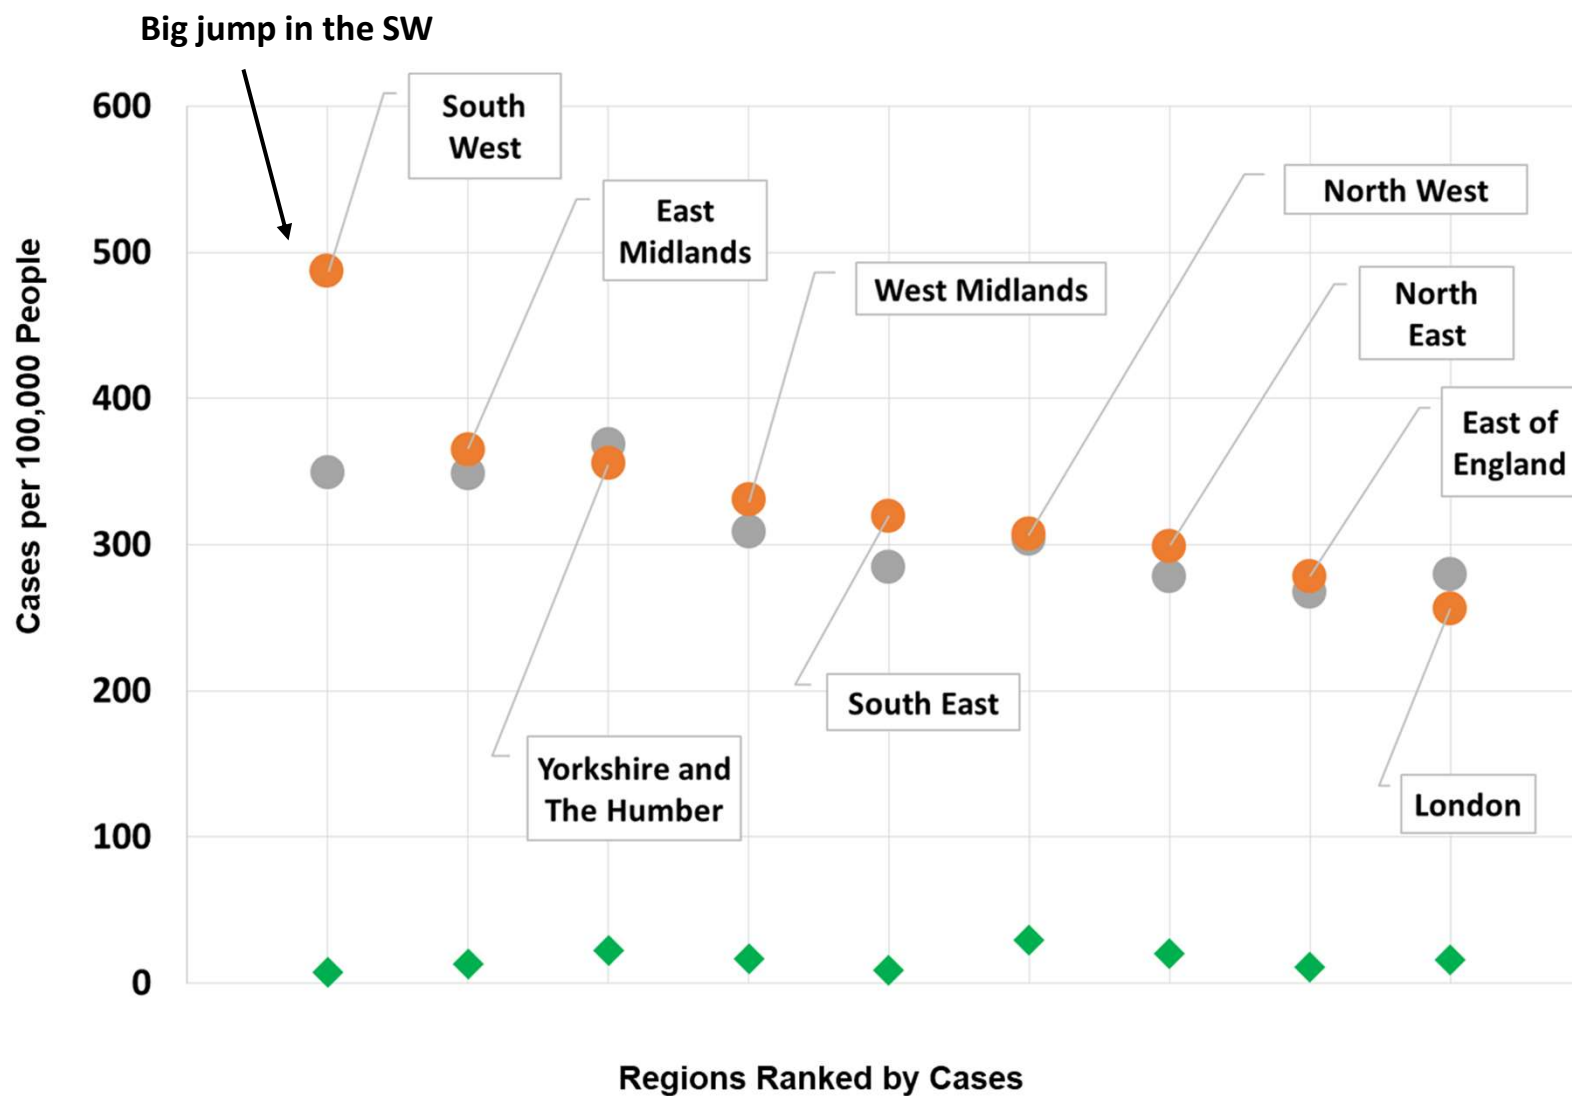 Big jump in the SW
South
West
East
Midlands
West Midlands
North West
North
East
East of
England
South East
Yorkshire and
The Humber
London
600
500
400
300
200
100
0
Cases per 100,000 People
Regions Ranked by Cases